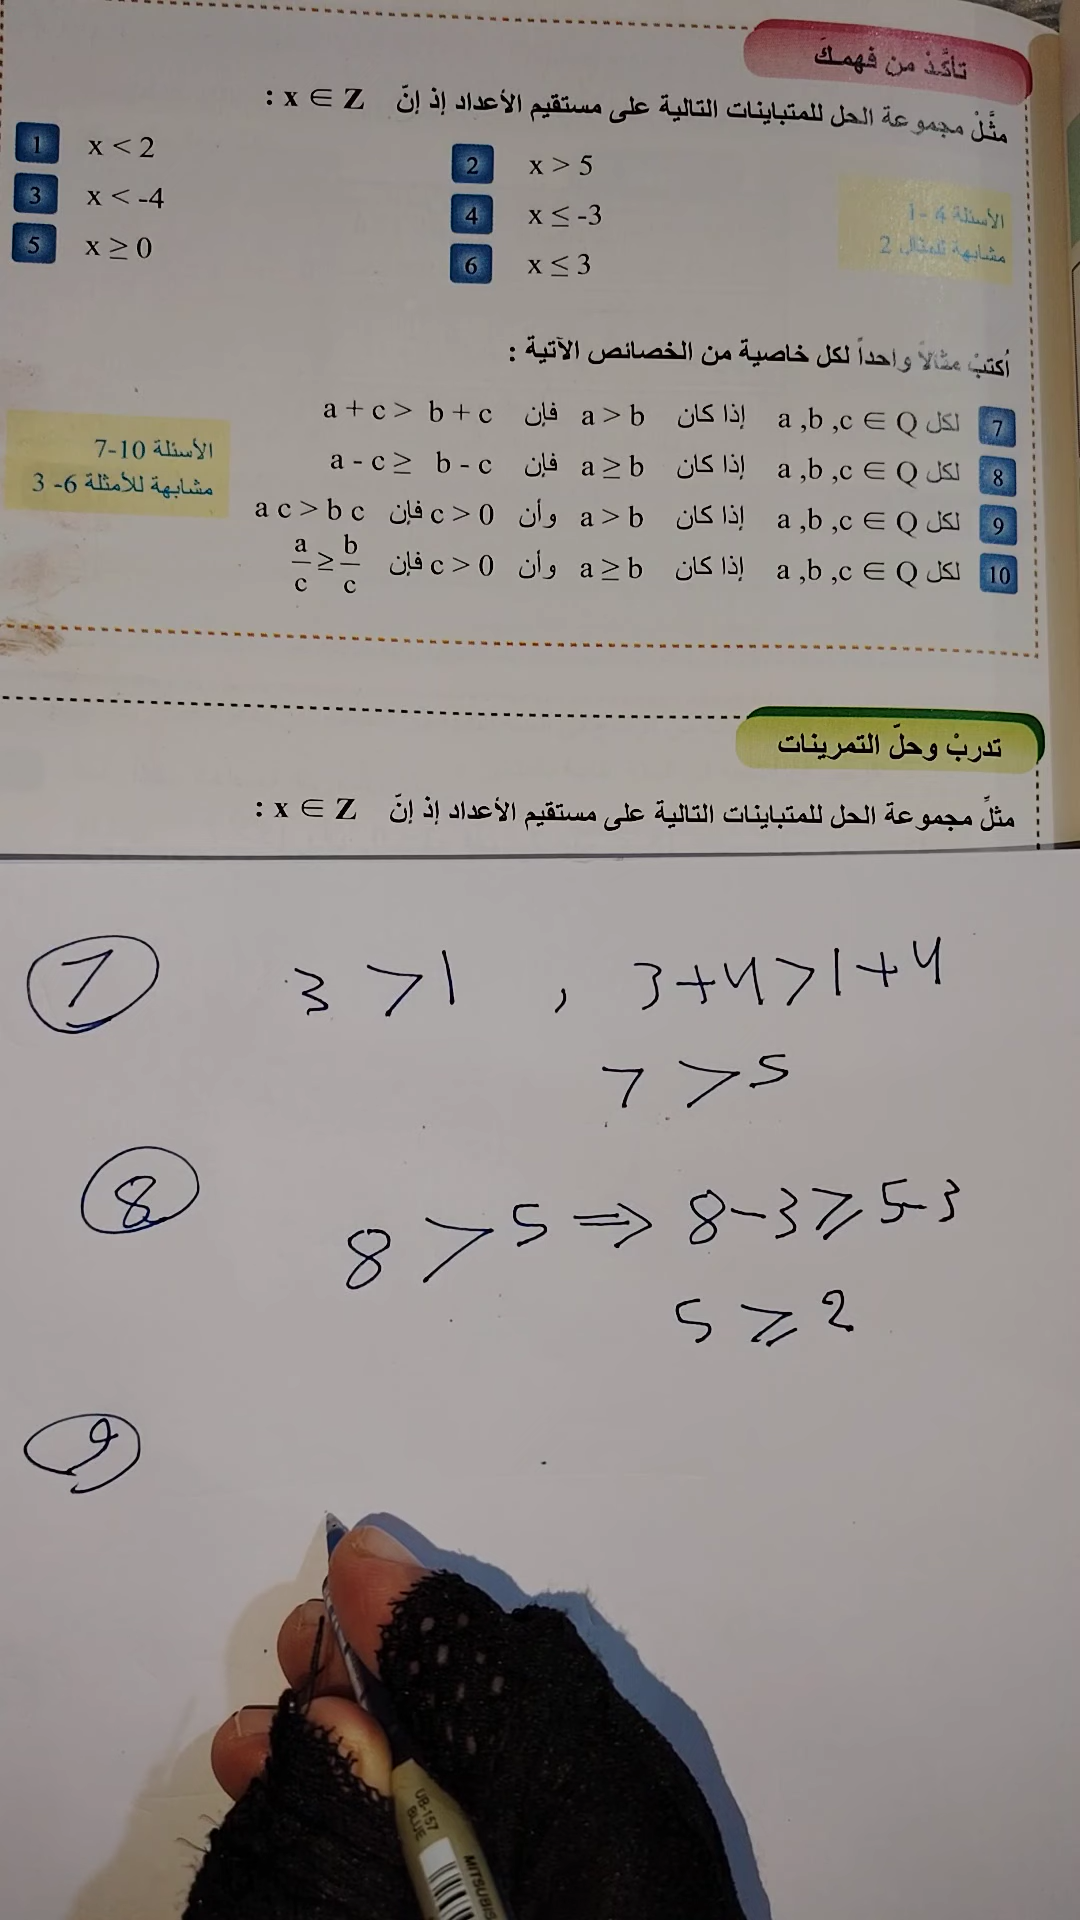 تأكَّدْ من فهمكَ
مثَّلْ مجموعة الحل للمتباينات التالية على مستقيم الأعداد إذ إنّ x ∈ Z :
1 x < 2
2 x > 5
3 x < -4
4 x ≤ -3
5 x ≥ 0
6 x ≤ 3
الأسئلة 4 -1
مشابهة للمثال 2
أكتبْ مثالاً واحداً لكل خاصية من الخصائص الآتية :
7 لكل a ,b ,c ∈ Q إذا كان a > b فإن a + c > b + c
8 لكل a ,b ,c ∈ Q إذا كان a ≥ b فإن a - c ≥ b - c
9 لكل a ,b ,c ∈ Q إذا كان a > b وأن c > 0 فإن a c > b c
10 لكل a ,b ,c ∈ Q إذا كان a ≥ b وأن c > 0 فإن a/c ≥ b/c
الأسئلة 10-7
مشابهة للأمثلة 6- 3
تدربْ وحلّ التمرينات
مثلِّ مجموعة الحل للمتباينات التالية على مستقيم الأعداد إذ إنّ x ∈ Z :
7 3 > 1 , 3+4>1+4
7 > 5
8 8 > 5 ⇒ 8-3 ≥ 5-3
5 ≥ 2
9
UB-157
BLUE
MITSUBIS